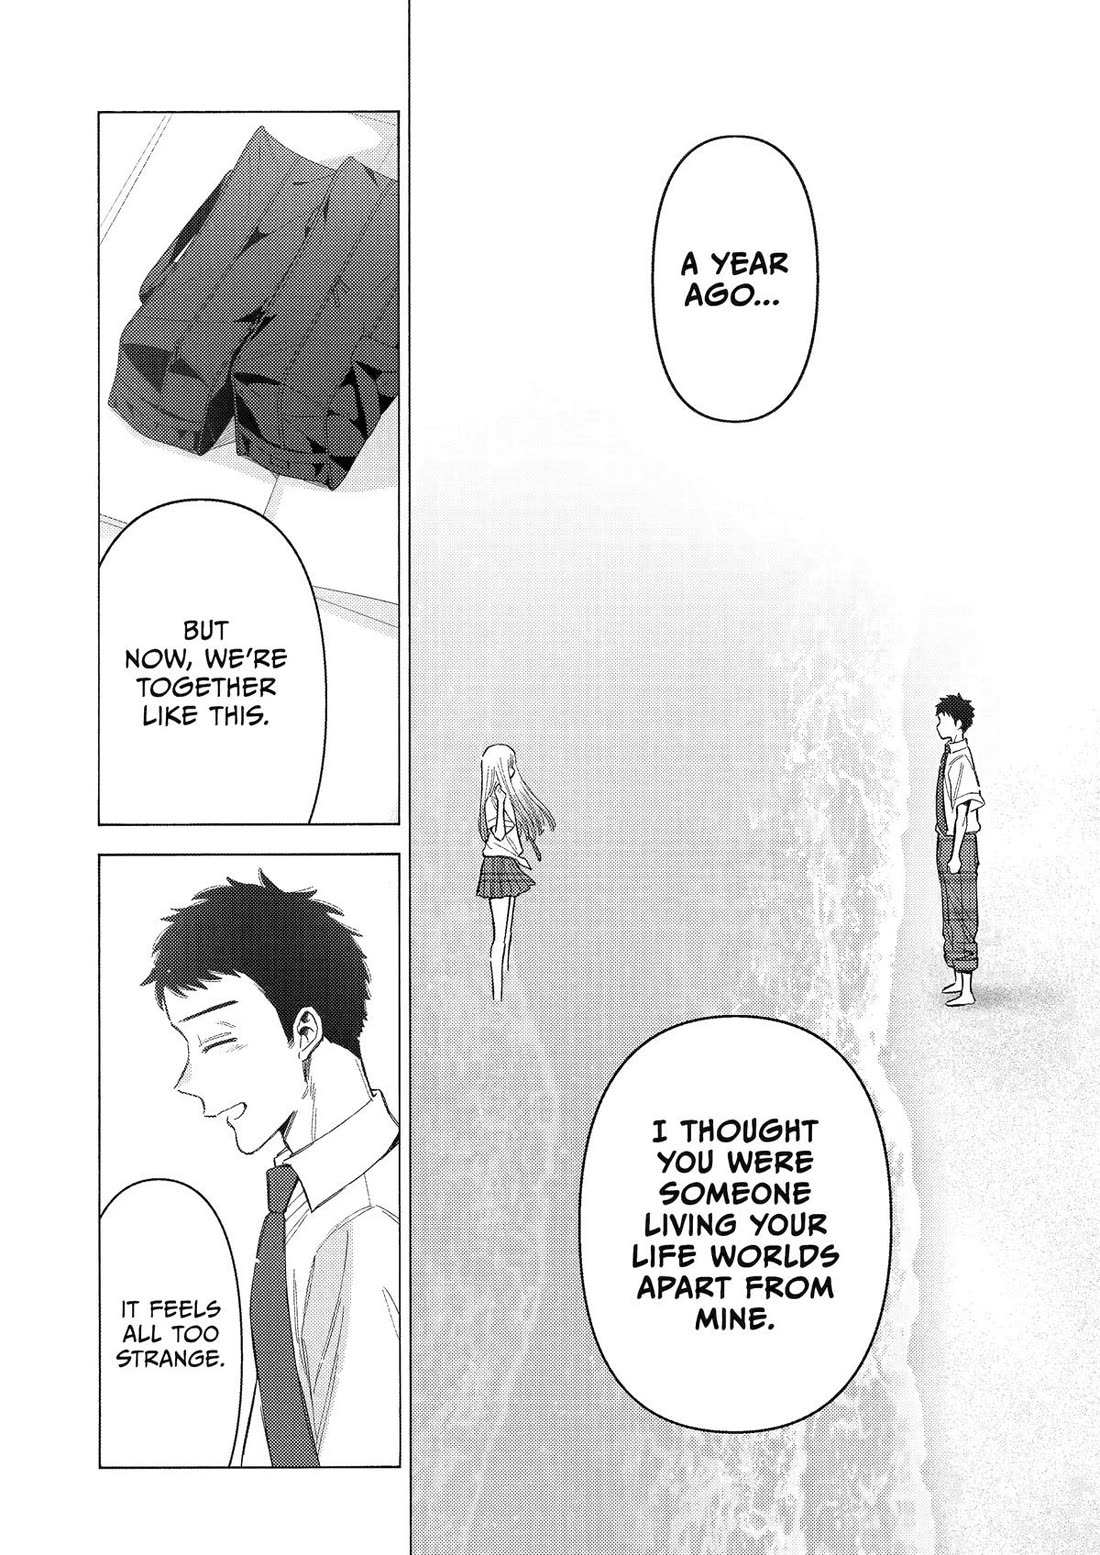 A YEAR
AGO...
I THOUGHT
YOU WERE
SOMEONE
LIVING YOUR
LIFE WORLDS
APART FROM
MINE.
BUT
NOW, WE'RE
TOGETHER
LIKE THIS.
IT FEELS
ALL TOO
STRANGE.